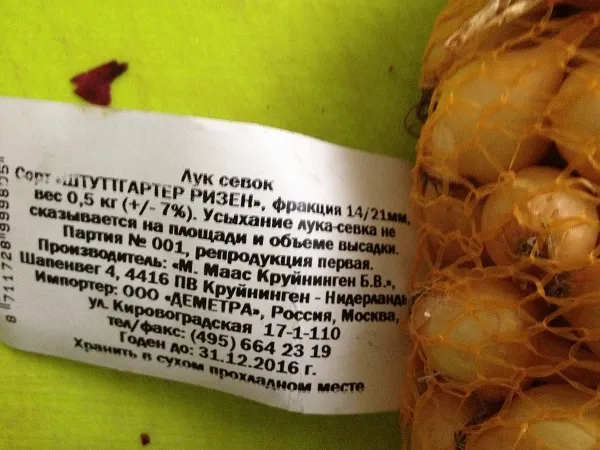 Лук севок
Сорт «ШТУТТГАРТЕР РИЗЕН», фракция 14/21мм,
вес 0,5 кг (+/- 7%). Усыхание лука-севка не
сказывается на площади и объеме высадки.
Партия № 001, репродукция первая.
Производитель: «М. Маас Круйнинген Б.В.»,
Шапенвег 4, 4416 ПВ Круйнинген - Нидерланды
Импортер: ООО «ДЕМЕТРА», Россия, Москва,
ул. Кировоградская 17-1-110
тел/факс: (495) 664 23 19
Годен до: 31.12.2016 г.
Хранить в сухом прохладном месте